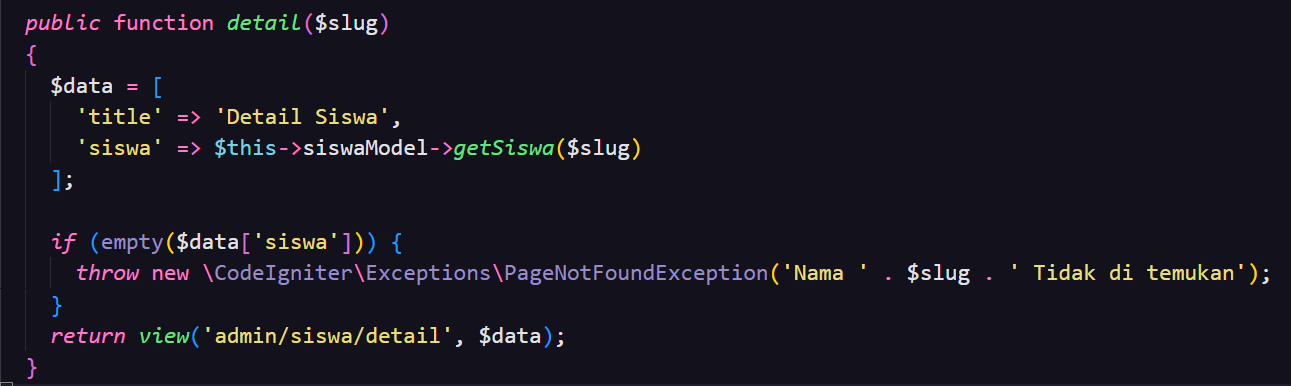 public function detail($slug)
{
  $data = [
    'title' => 'Detail Siswa',
    'siswa' => $this->siswaModel->getSiswa($slug)
  ];

  if (empty($data['siswa'])) {
    throw new \CodeIgniter\Exceptions\PageNotFoundException('Nama ' . $slug . ' Tidak di temukan');
  }
  return view('admin/siswa/detail', $data);
}